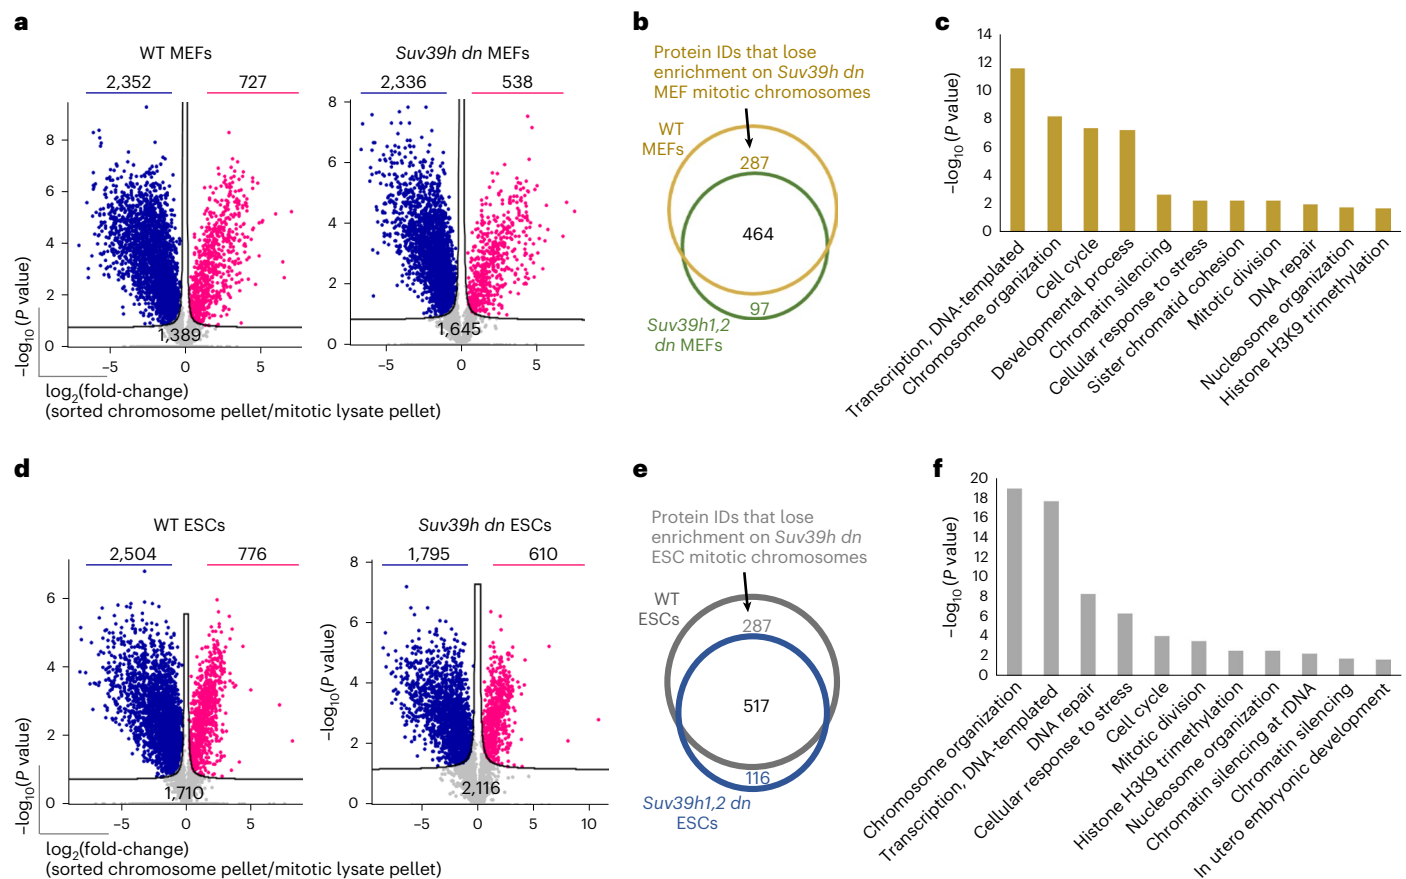 a
WT MEFs
2,352
727
8
6
4
2
0
1,389
−5
0
5
Suv39h dn MEFs
2,336
538
8
6
4
2
0
1,645
−5
0
5
−log10(P value)
log2(fold-change)
(sorted chromosome pellet/mitotic lysate pellet)
b
Protein IDs that lose
enrichment on Suv39h dn
MEF mitotic chromosomes
WT
MEFs
287
464
97
Suv39h1,2
dn MEFs
c
−log10 (P value)
14
12
10
8
6
4
2
0
Transcription, DNA-templated
Chromosome organization
Cell cycle
Developmental process
Chromatin silencing
Cellular response to stress
Sister chromatid cohesion
Mitotic division
DNA repair
Nucleosome organization
Histone H3K9 trimethylation
d
WT ESCs
2,504
776
6
4
2
0
1,710
−5
0
5
−log10(P value)
Suv39h dn ESCs
1,795
610
8
6
4
2
0
2,116
−5
0
5
10
−log10(P value)
log2(fold-change)
(sorted chromosome pellet/mitotic lysate pellet)
e
Protein IDs that lose
enrichment on Suv39h dn
ESC mitotic chromosomes
WT
ESCs
287
517
116
Suv39h1,2 dn
ESCs
f
−log10 (P value)
20
18
16
14
12
10
8
6
4
2
0
Chromosome organization
Transcription, DNA-templated
DNA repair
Cellular response to stress
Cell cycle
Mitotic division
Histone H3K9 trimethylation
Nucleosome organization
Chromatin silencing at rDNA
Chromatin silencing
In utero embryonic development